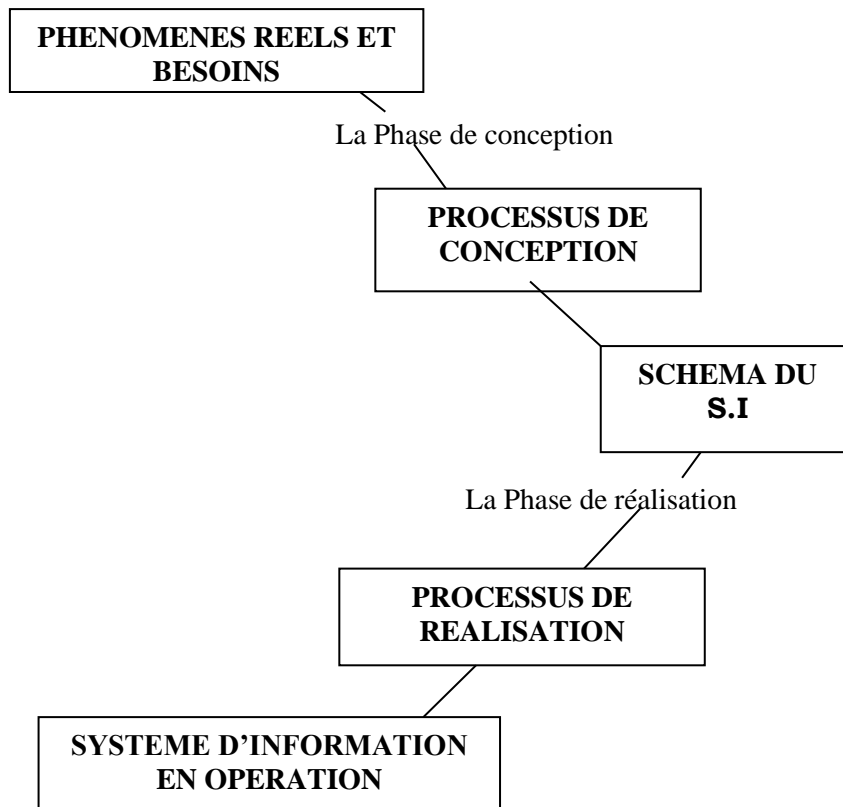 PHENOMENES REELS ET
BESOINS
La Phase de conception
PROCESSUS DE
CONCEPTION
SCHEMA DU
S.I
La Phase de réalisation
PROCESSUS DE
REALISATION
SYSTEME D'INFORMATION
EN OPERATION